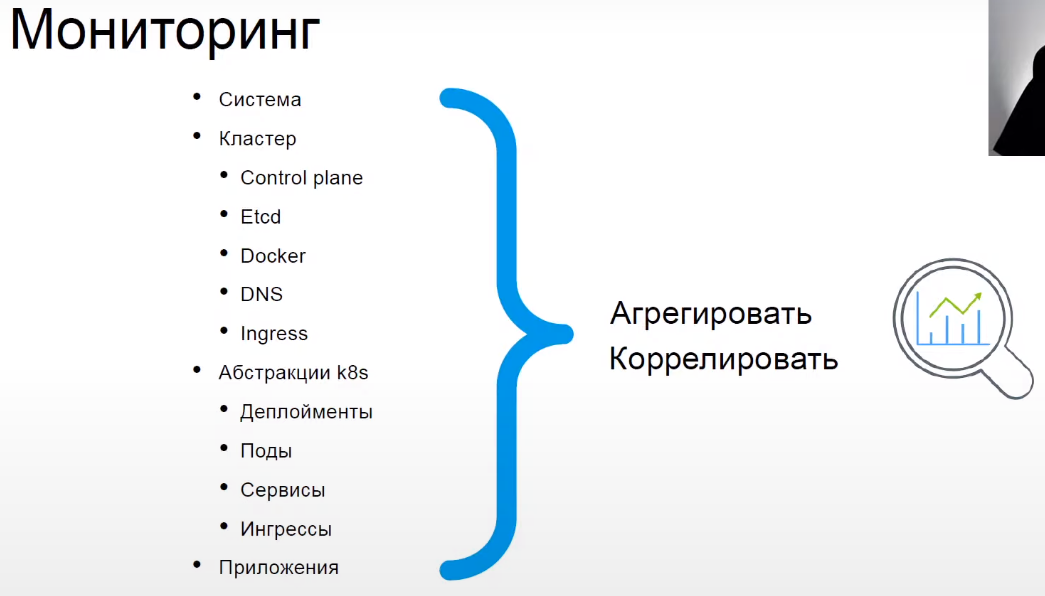 Мониторинг
Система
Кластер
Control plane
Etcd
Docker
DNS
Ingress
Абстракции k8s
Деплойменты
Поды
Сервисы
Ингрессы
Приложения
Агрегировать
Коррелировать